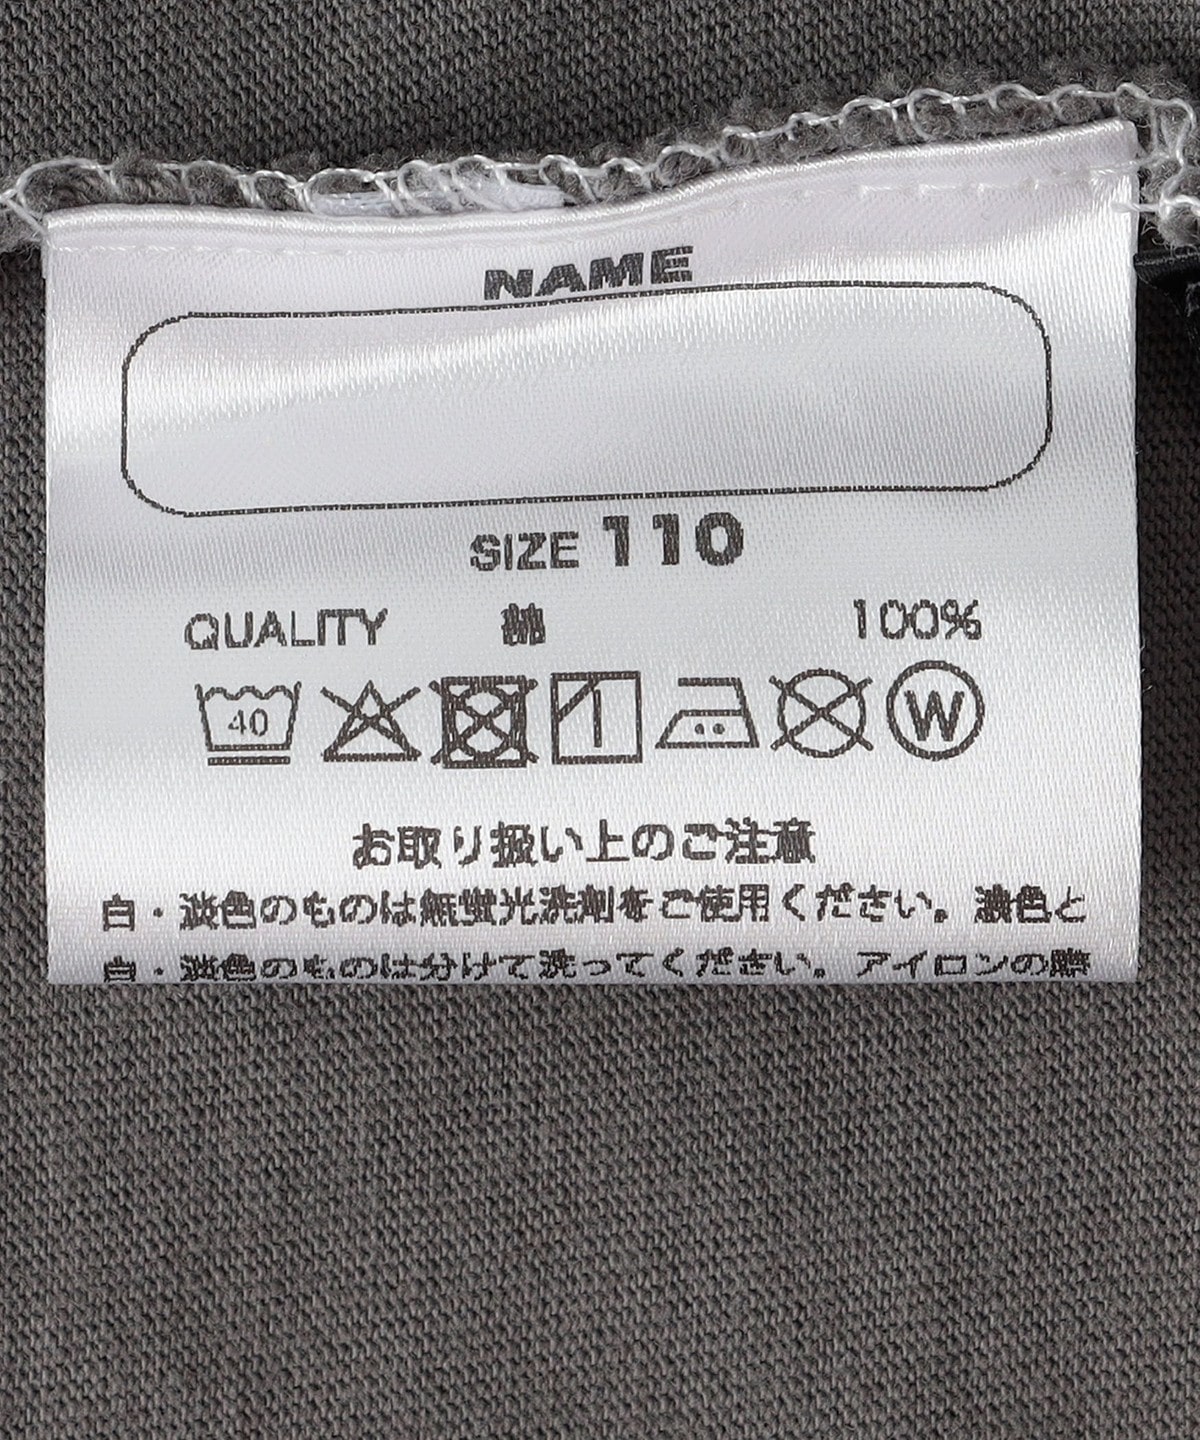 NAME
SIZE 110
QUALITY 綿 100%
40
W
お取り扱い上のご注意
白・淡色のものは無蛍光洗剤をご使用ください。濃色と
白・淡色のものは分けて洗ってください。アイロンの際